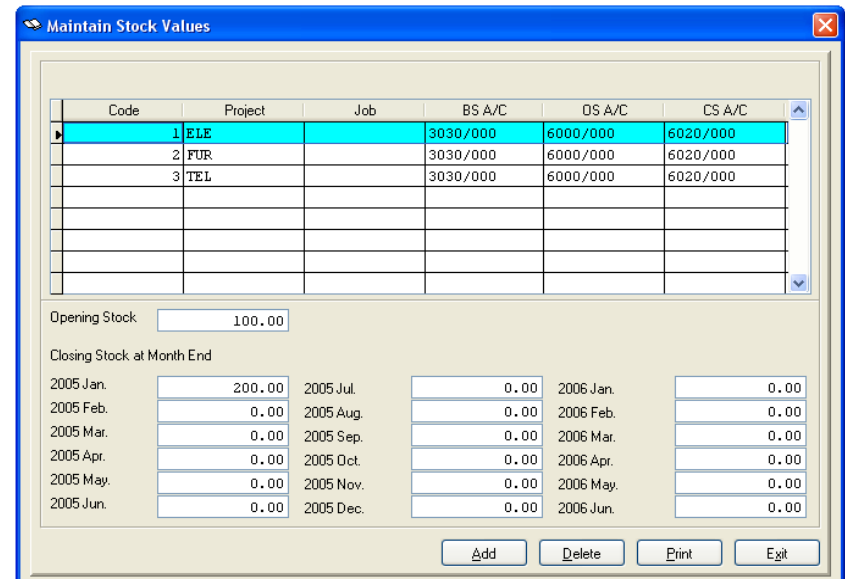 Maintain Stock Values
Code Project Job BS A/C OS A/C CS A/C
1 ELE 3030/000 6000/000 6020/000
2 FUR 3030/000 6000/000 6020/000
3 TEL 3030/000 6000/000 6020/000
Opening Stock 100.00
Closing Stock at Month End
2005 Jan. 200.00 2005 Jul. 0.00 2006 Jan. 0.00
2005 Feb. 0.00 2005 Aug. 0.00 2006 Feb. 0.00
2005 Mar. 0.00 2005 Sep. 0.00 2006 Mar. 0.00
2005 Apr. 0.00 2005 Oct. 0.00 2006 Apr. 0.00
2005 May. 0.00 2005 Nov. 0.00 2006 May. 0.00
2005 Jun. 0.00 2005 Dec. 0.00 2006 Jun. 0.00
Add Delete Print Exit